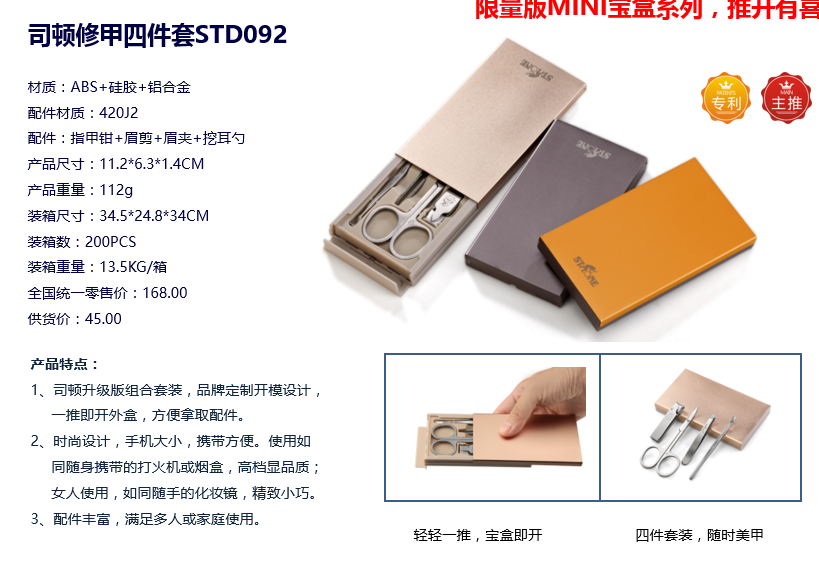 限量版MINI宝盒系列，推开有喜
司顿修甲四件套STD092
材质：ABS+硅胶+铝合金
配件材质：420J2
配件：指甲钳+眉剪+眉夹+挖耳勺
产品尺寸：11.2*6.3*1.4CM
产品重量：112g
装箱尺寸：34.5*24.8*34CM
装箱数：200PCS
装箱重量：13.5KG/箱
全国统一零售价：168.00
供货价：45.00
PATENTS
专利
MAIN
主推
产品特点：
1、司顿升级版组合套装，品牌定制开模设计，
一推即开外盒，方便拿取配件。
2、时尚设计，手机大小，携带方便。使用如
同随身携带的打火机或烟盒，高档显品质；
女人使用，如同随手的化妆镜，精致小巧。
3、配件丰富，满足多人或家庭使用。
轻轻一推，宝盒即开
四件套装，随时美甲